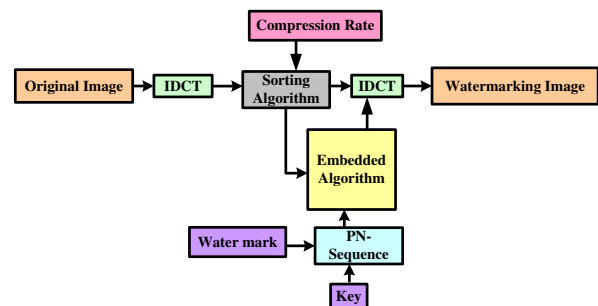 Compression Rate
Original Image
IDCT
Sorting
Algorithm
IDCT
Watermarking Image
Embedded
Algorithm
Water mark
PN-
Sequence
Key